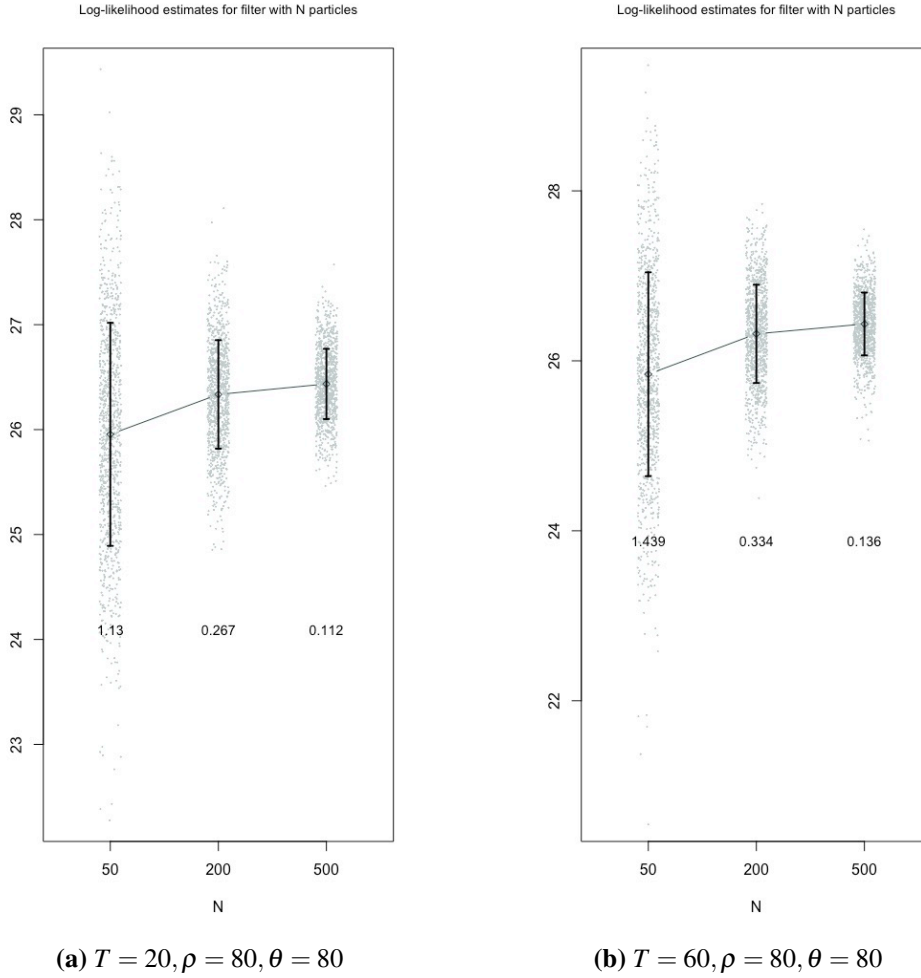 Log-likelihood estimates for filter with N particles
29
28
27
26
25
24
23
1.13 0.267 0.112
50 200 500
N
(a) T = 20, ρ = 80, θ = 80
Log-likelihood estimates for filter with N particles
28
26
24
22
1.439 0.334 0.136
50 200 500
N
(b) T = 60, ρ = 80, θ = 80